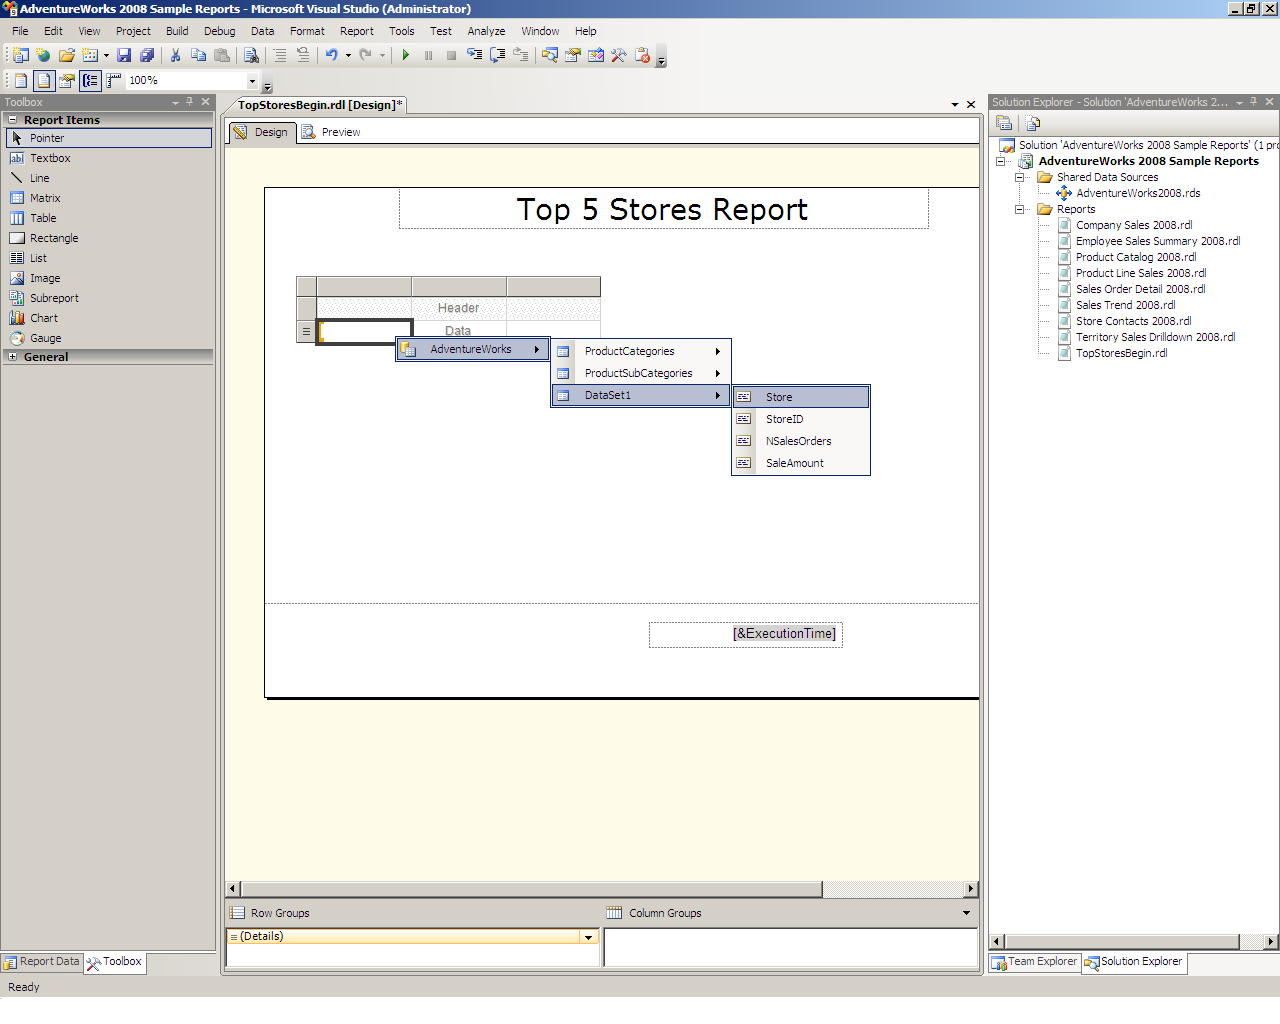 AdventureWorks 2008 Sample Reports - Microsoft Visual Studio (Administrator)
File Edit View Project Build Debug Data Format Report Tools Test Analyze Window Help
100%
Toolbox
Report Items
Pointer
Textbox
Line
Matrix
Table
Rectangle
List
Image
Subreport
Chart
Gauge
General
Report Data
Toolbox
TopStoresBegin.rdl [Design]*
Design
Preview
Top 5 Stores Report
Header
Data
AdventureWorks
ProductCategories
ProductSubCategories
DataSet1
Store
StoreID
NSalesOrders
SaleAmount
[&ExecutionTime]
Row Groups
Column Groups
(Details)
Solution Explorer - Solution 'AdventureWorks 2...
Solution 'AdventureWorks 2008 Sample Reports' (1 pro
AdventureWorks 2008 Sample Reports
Shared Data Sources
AdventureWorks2008.rds
Reports
Company Sales 2008.rdl
Employee Sales Summary 2008.rdl
Product Catalog 2008.rdl
Product Line Sales 2008.rdl
Sales Order Detail 2008.rdl
Sales Trend 2008.rdl
Store Contacts 2008.rdl
Territory Sales Drilldown 2008.rdl
TopStoresBegin.rdl
Team Explorer
Solution Explorer
Ready